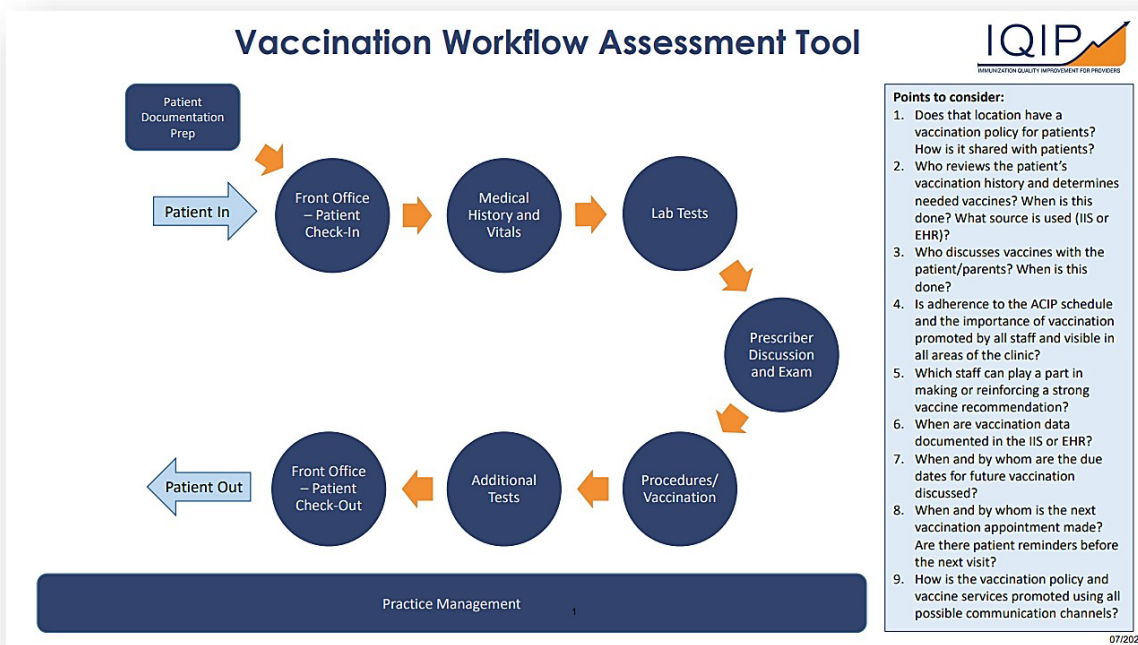 Vaccination Workflow Assessment Tool
IQIP
IMMUNIZATION QUALITY IMPROVEMENT FOR PROVIDERS
Patient
Documentation
Prep
Patient In
Front Office
– Patient
Check-In
Medical
History and
Vitals
Lab Tests
Prescriber
Discussion
and Exam
Procedures/
Vaccination
Additional
Tests
Front Office
– Patient
Check-Out
Patient Out
Practice Management
1
Points to consider:
1. Does that location have a
vaccination policy for patients?
How is it shared with patients?
2. Who reviews the patient's
vaccination history and determines
needed vaccines? When is this
done? What source is used (IIS or
EHR)?
3. Who discusses vaccines with the
patient/parents? When is this
done?
4. Is adherence to the ACIP schedule
and the importance of vaccination
promoted by all staff and visible in
all areas of the clinic?
5. Which staff can play a part in
making or reinforcing a strong
vaccine recommendation?
6. When are vaccination data
documented in the IIS or EHR?
7. When and by whom are the due
dates for future vaccination
discussed?
8. When and by whom is the next
vaccination appointment made?
Are there patient reminders before
the next visit?
9. How is the vaccination policy and
vaccine services promoted using all
possible communication channels?
07/202